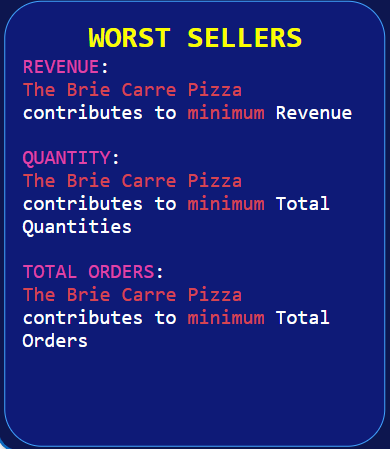 WORST SELLERS
REVENUE:
The Brie Carre Pizza
contributes to minimum Revenue
QUANTITY:
The Brie Carre Pizza
contributes to minimum Total
Quantities
TOTAL ORDERS:
The Brie Carre Pizza
contributes to minimum Total
Orders